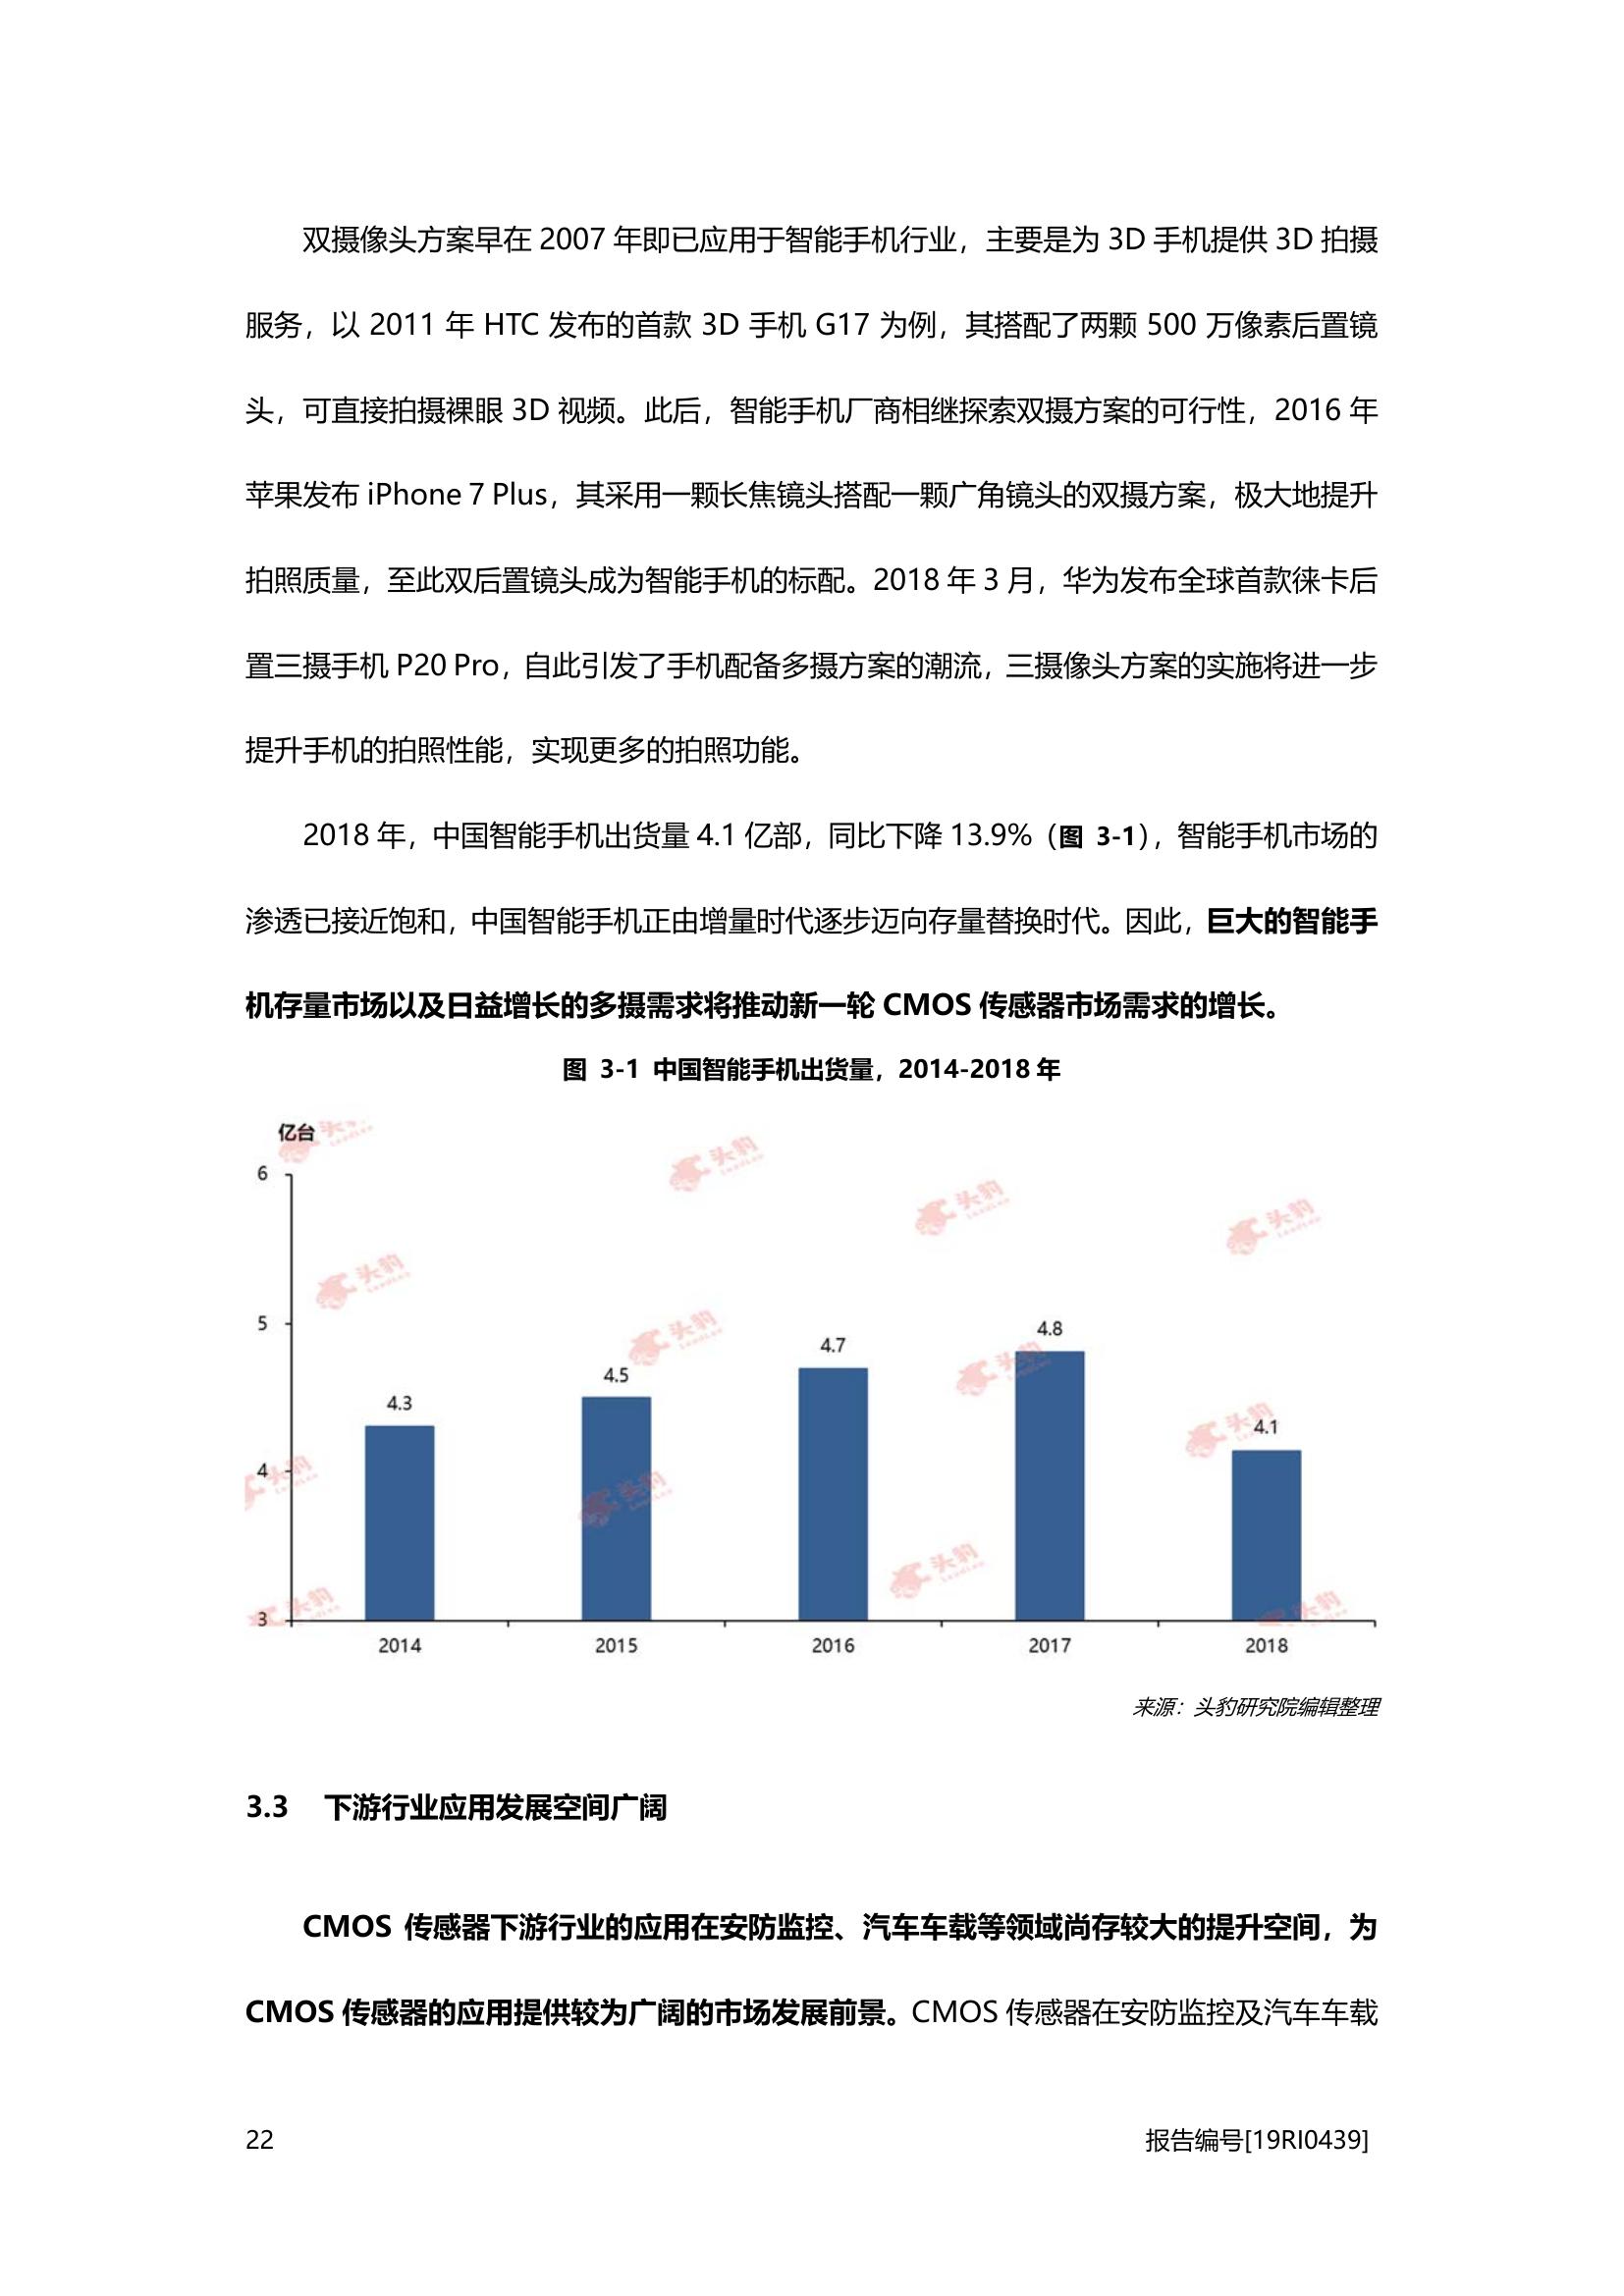 双摄像头方案早在 2007 年即已应用于智能手机行业，主要是为 3D 手机提供 3D 拍摄
服务，以 2011 年 HTC 发布的首款 3D 手机 G17 为例，其搭配了两颗 500 万像素后置镜
头，可直接拍摄裸眼 3D 视频。此后，智能手机厂商相继探索双摄方案的可行性，2016 年
苹果发布 iPhone 7 Plus，其采用一颗长焦镜头搭配一颗广角镜头的双摄方案，极大地提升
拍照质量，至此双后置镜头成为智能手机的标配。2018 年 3 月，华为发布全球首款徕卡后
置三摄手机 P20 Pro，自此引发了手机配备多摄方案的潮流，三摄像头方案的实施将进一步
提升手机的拍照性能，实现更多的拍照功能。
2018 年，中国智能手机出货量 4.1 亿部，同比下降 13.9%（图 3-1），智能手机市场的
渗透已接近饱和，中国智能手机正由增量时代逐步迈向存量替换时代。因此，巨大的智能手
机存量市场以及日益增长的多摄需求将推动新一轮 CMOS 传感器市场需求的增长。
图 3-1 中国智能手机出货量，2014-2018 年
亿台
6
5
4
3
4.3
4.5
4.7
4.8
4.1
2014 2015 2016 2017 2018
头豹
来源：头豹研究院编辑整理
3.3 下游行业应用发展空间广阔
CMOS 传感器下游行业的应用在安防监控、汽车车载等领域尚存较大的提升空间，为
CMOS 传感器的应用提供较为广阔的市场发展前景。CMOS 传感器在安防监控及汽车车载
22 报告编号[19RI0439]